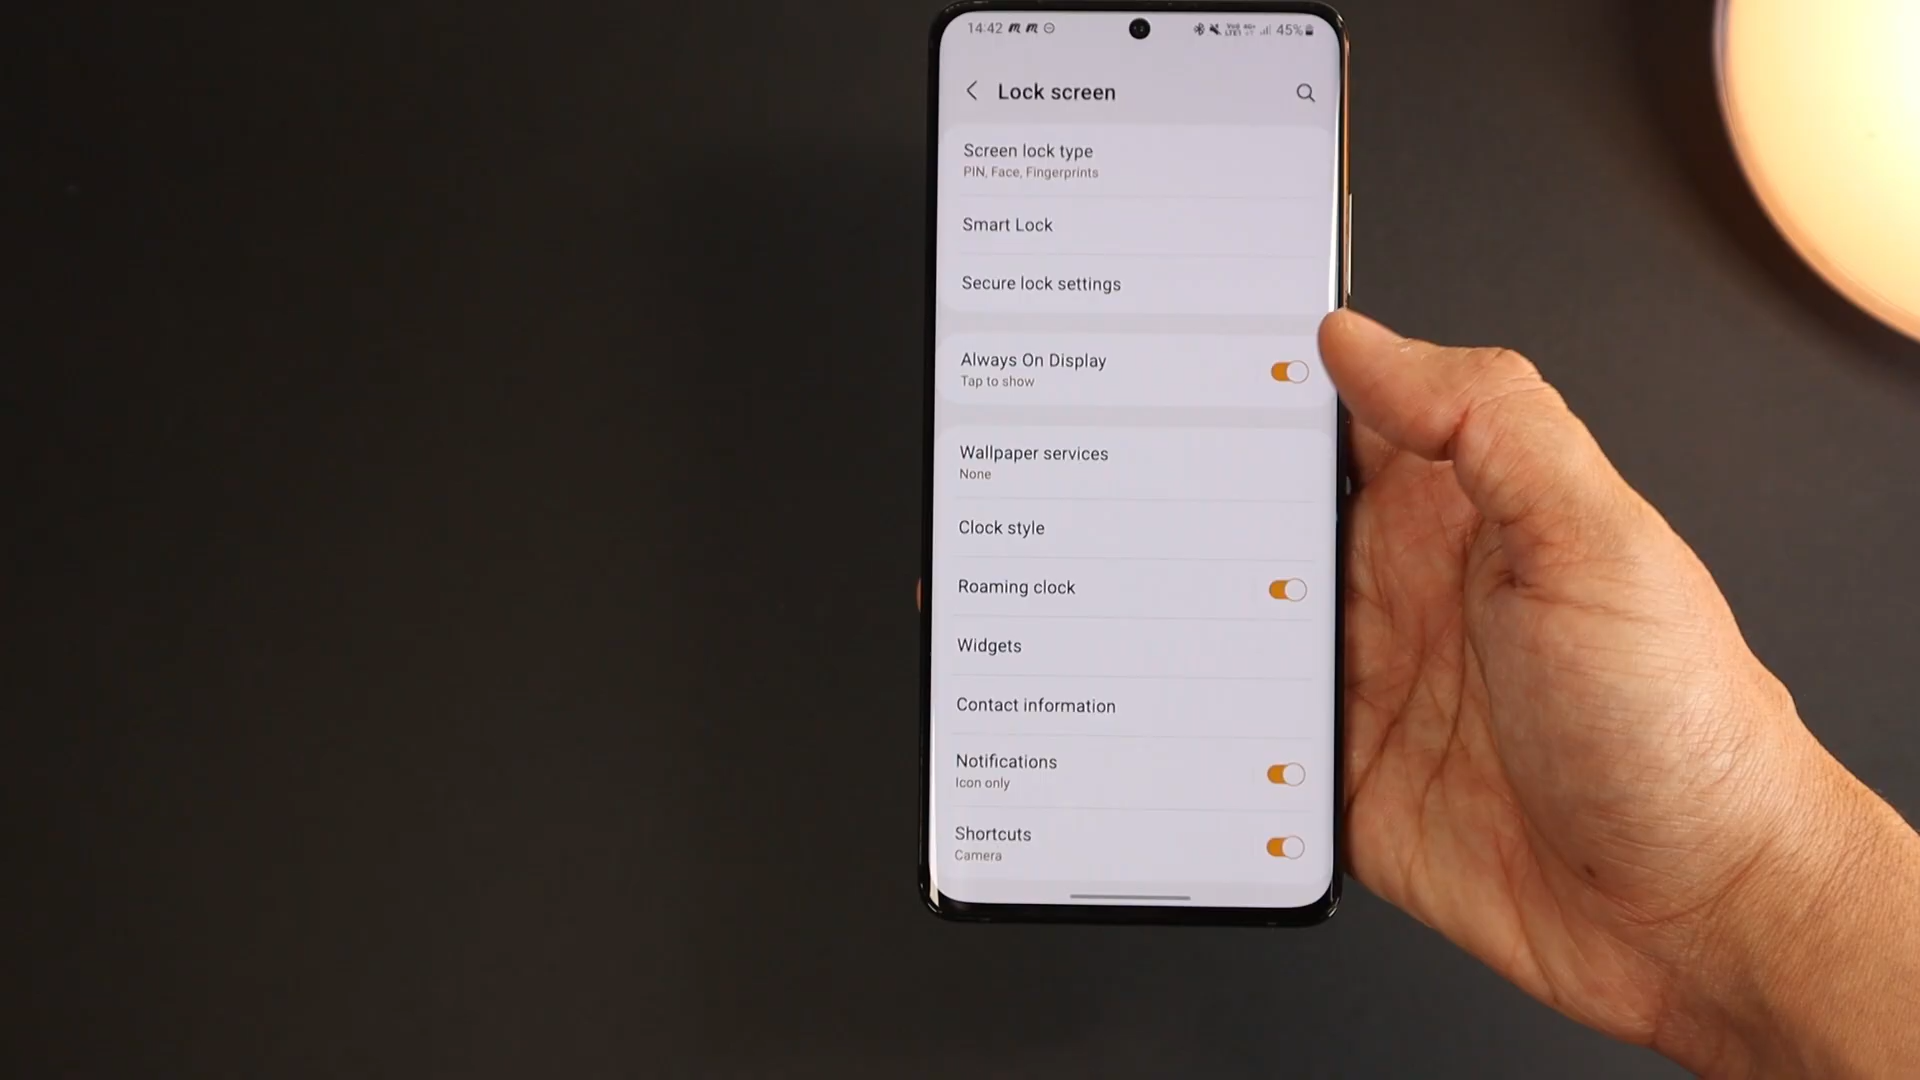 14:42
45%
Lock screen
Screen lock type
PIN, Face, Fingerprints
Smart Lock
Secure lock settings
Always On Display
Tap to show
Wallpaper services
None
Clock style
Roaming clock
Widgets
Contact information
Notifications
Icon only
Shortcuts
Camera